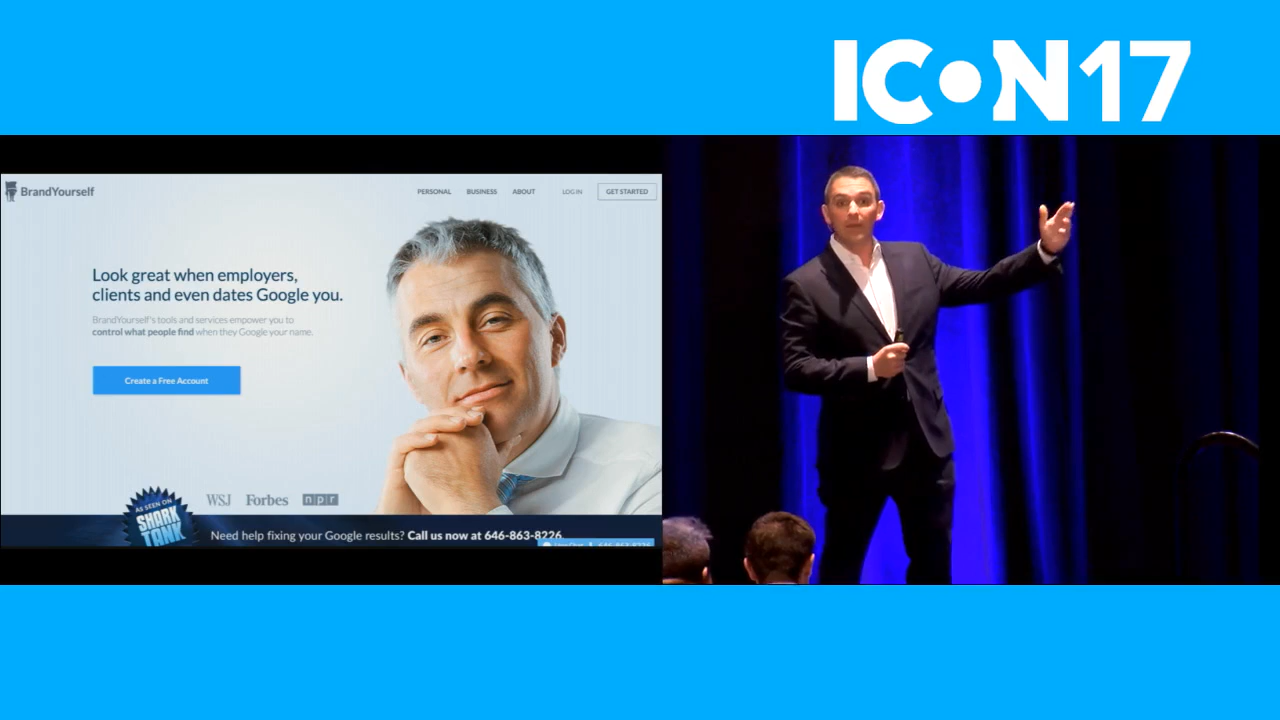 ICON17
BrandYourself
PERSONAL BUSINESS ABOUT LOG IN GET STARTED
Look great when employers,
clients and even dates Google you.
BrandYourself's tools and services empower you to
control what people find when they Google your name.
Create a Free Account
WSJ Forbes npr
AS SEEN ON
SHARK
TANK
Need help fixing your Google results? Call us now at 646-863-8226
646-863-8226